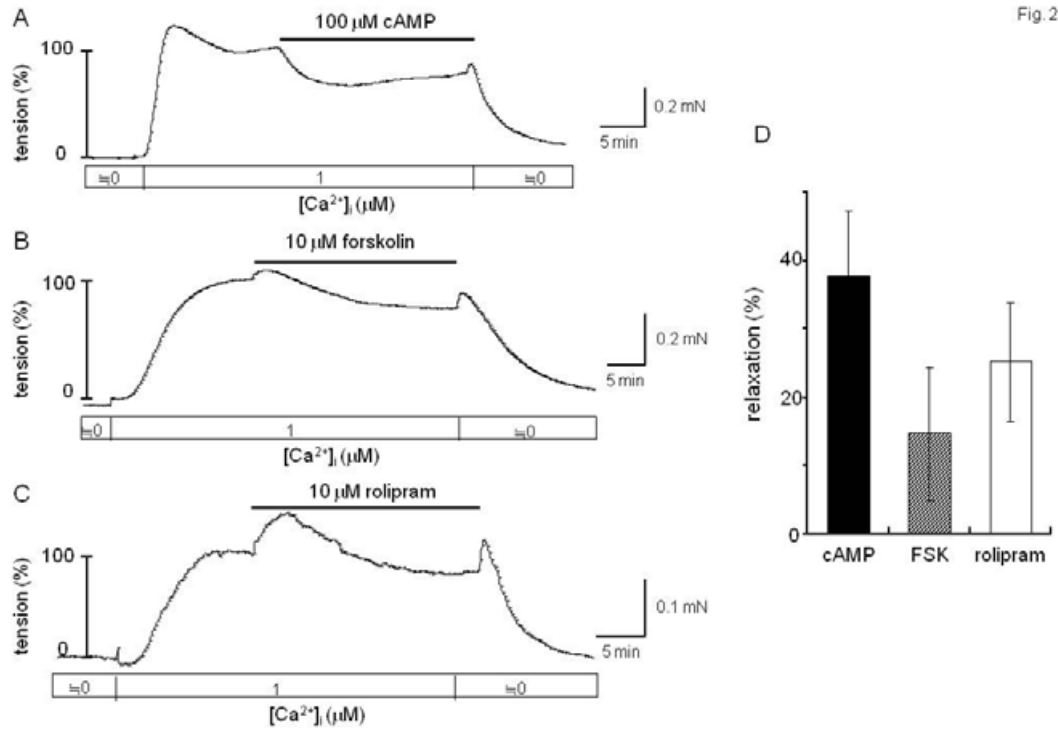 Fig. 2
A
100 μM cAMP
tension (%)
100
0
0.2 mN
5 min
≒0 1 ≒0
[Ca²⁺]ᵢ (μM)
B
10 μM forskolin
tension (%)
100
0
0.2 mN
5 min
≒0 1 ≒0
[Ca²⁺]ᵢ (μM)
C
10 μM rolipram
tension (%)
100
0
0.1 mN
5 min
≒0 1 ≒0
[Ca²⁺]ᵢ (μM)
D
relaxation (%)
40
20
0
cAMP FSK rolipram